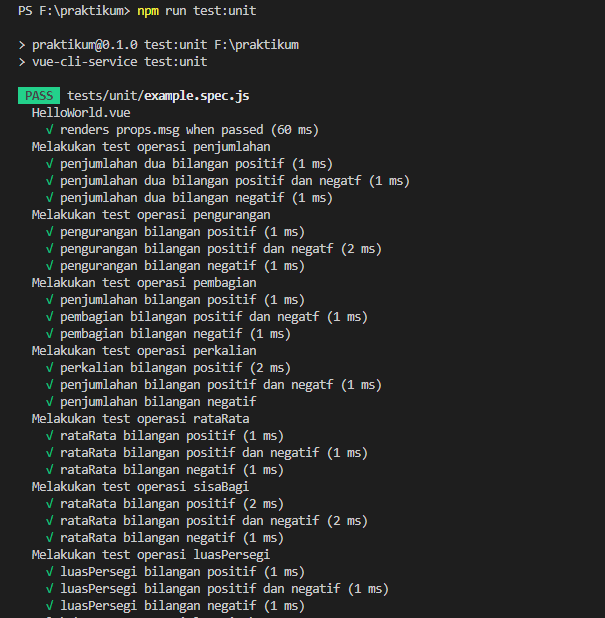 PS F:\praktikum> npm run test:unit
> praktikum@0.1.0 test:unit F:\praktikum
> vue-cli-service test:unit
PASS tests/unit/example.spec.js
HelloWorld.vue
√ renders props.msg when passed (60 ms)
Melakukan test operasi penjumlahan
√ penjumlahan dua bilangan positif (1 ms)
√ penjumlahan dua bilangan positif dan negatf (1 ms)
√ penjumlahan dua bilangan negatif (1 ms)
Melakukan test operasi pengurangan
√ pengurangan bilangan positif (1 ms)
√ pengurangan bilangan positif dan negatf (2 ms)
√ pengurangan bilangan negatif (1 ms)
Melakukan test operasi pembagian
√ penjumlahan bilangan positif (1 ms)
√ pembagian bilangan positif dan negatf (1 ms)
√ pembagian bilangan negatif (1 ms)
Melakukan test operasi perkalian
√ perkalian bilangan positif (2 ms)
√ penjumlahan bilangan positif dan negatf (1 ms)
√ penjumlahan bilangan negatif
Melakukan test operasi rataRata
√ rataRata bilangan positif (1 ms)
√ rataRata bilangan positif dan negatif (1 ms)
√ rataRata bilangan negatif (1 ms)
Melakukan test operasi sisaBagi
√ rataRata bilangan positif (2 ms)
√ rataRata bilangan positif dan negatif (2 ms)
√ rataRata bilangan negatif (1 ms)
Melakukan test operasi luasPersegi
√ luasPersegi bilangan positif (1 ms)
√ luasPersegi bilangan positif dan negatif (1 ms)
√ luasPersegi bilangan negatif (1 ms)